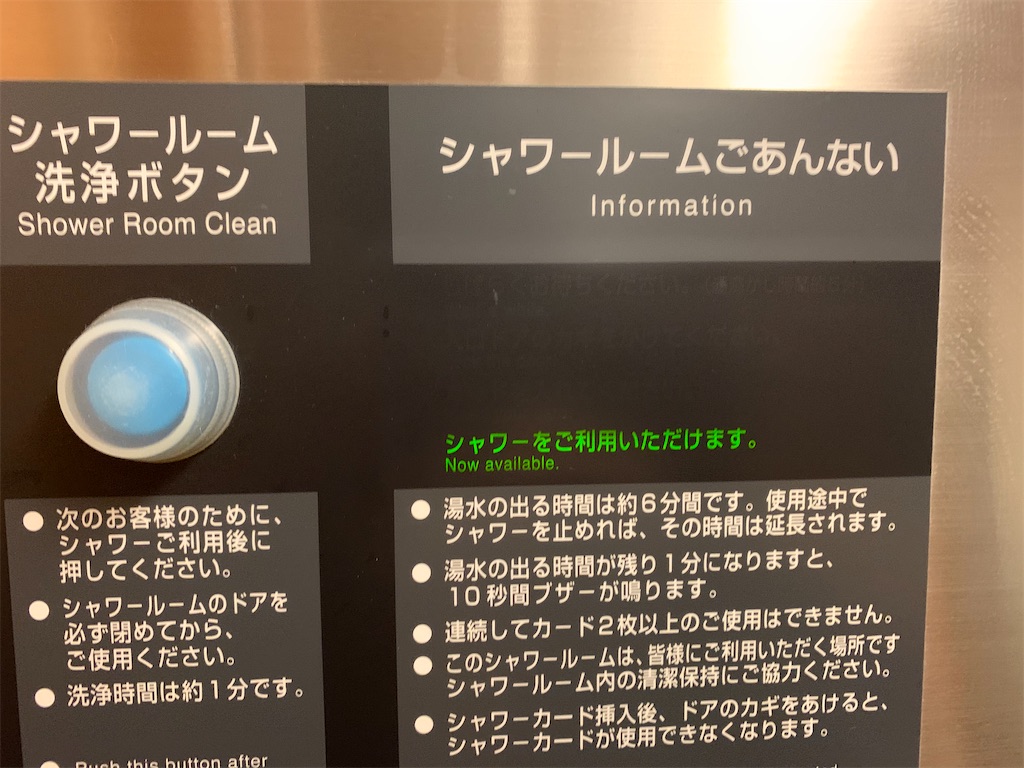 シャワールーム
洗浄ボタン
Shower Room Clean
次のお客様のために、
シャワーご利用後に
押してください。
シャワールームのドアを
必ず閉めてから、
ご使用ください。
洗浄時間は約1分です。
Push this button after
シャワールームごあんない
Information
シャワーをご利用いただけます。
Now available.
湯水の出る時間は約6分間です。使用途中で
シャワーを止めれば、その時間は延長されます。
湯水の出る時間が残り1分になりますと、
10秒間ブザーが鳴ります。
連続してカード2枚以上のご使用はできません。
このシャワールームは、皆様にご利用いただく場所です
シャワールーム内の清潔保持にご協力ください。
シャワーカード挿入後、ドアのカギをあけると、
シャワーカードが使用できなくなります。